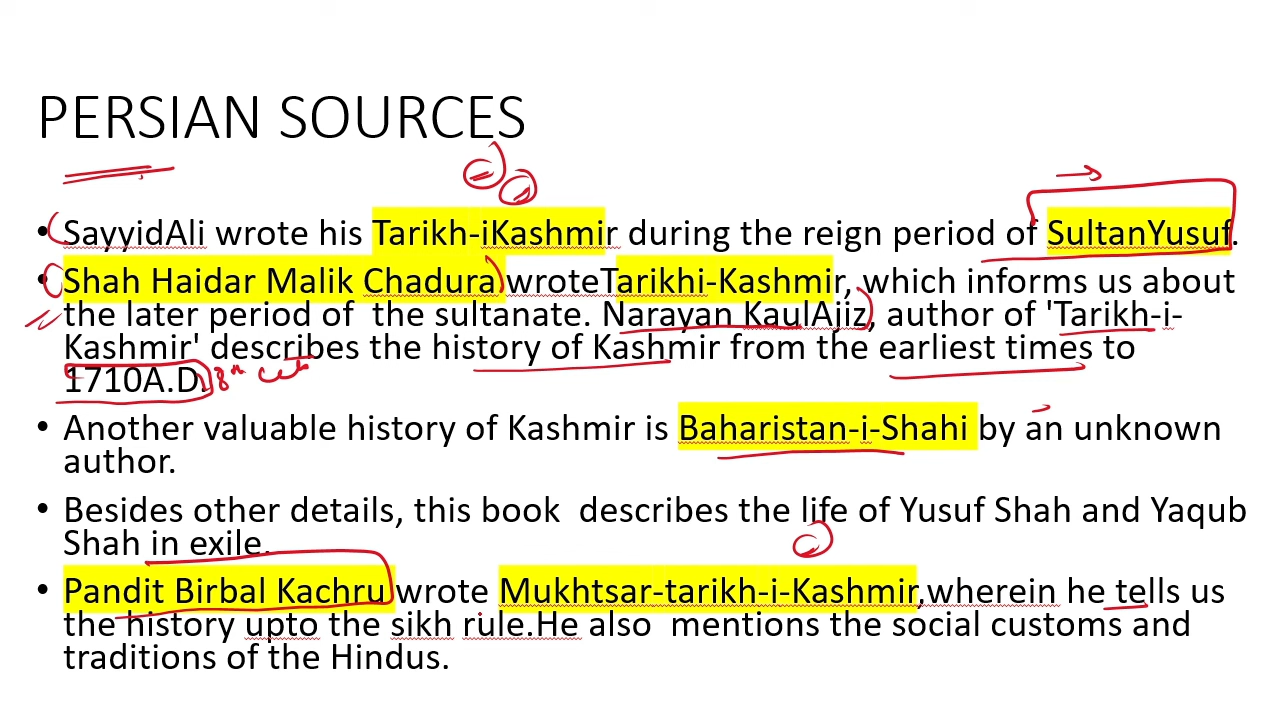 PERSIAN SOURCES
• SayyidAli wrote his Tarikh-iKashmir during the reign period of SultanYusuf.
• Shah Haidar Malik Chadura wroteTarikhi-Kashmir, which informs us about
the later period of  the sultanate. Narayan KaulAjiz, author of 'Tarikh-i-
Kashmir' describes the history of Kashmir from the earliest times to
1710A.D. 18th
• Another valuable history of Kashmir is Baharistan-i-Shahi by an unknown
author.
• Besides other details, this book  describes the life of Yusuf Shah and Yaqub
Shah in exile.
• Pandit Birbal Kachru wrote Mukhtsar-tarikh-i-Kashmir,wherein he tells us
the history upto the sikh rule.He also  mentions the social customs and
traditions of the Hindus.